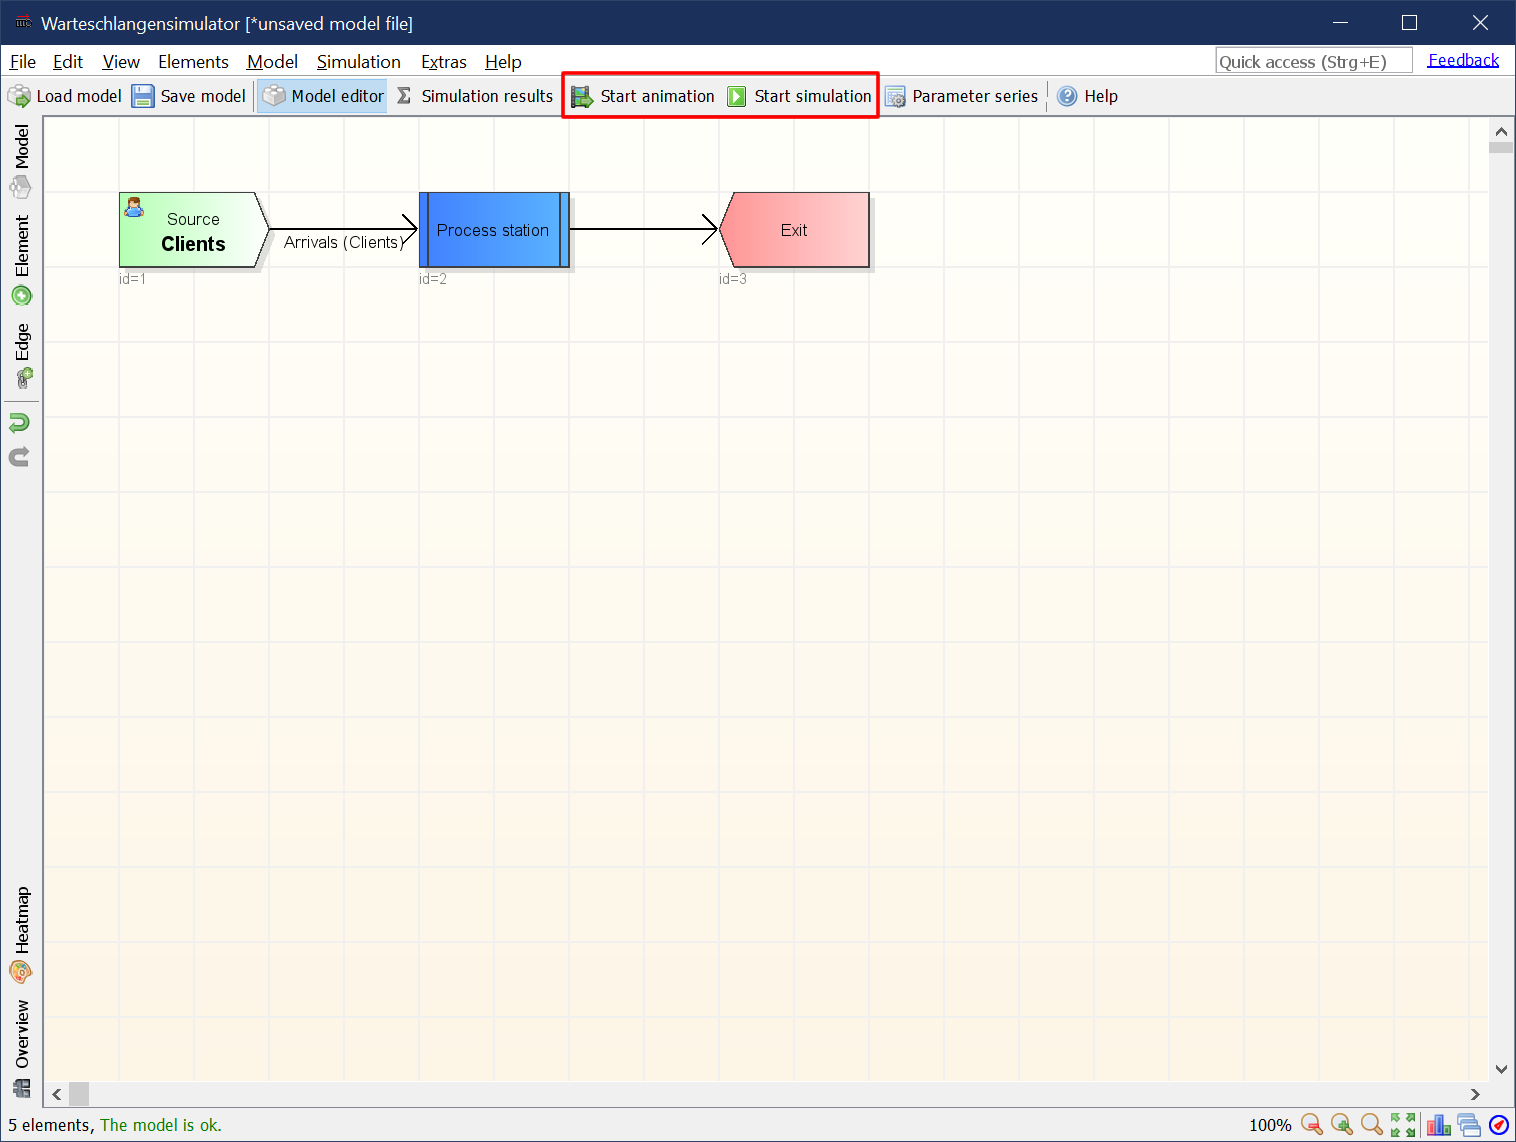 Warteschlangensimulator [*unsaved model file]
File Edit View Elements Model Simulation Extras Help Quick access (Strg+E) Feedback
Load model Save model Model editor Simulation results Start animation Start simulation Parameter series Help
Model
Element
Edge
Source
Clients
id=1
Arrivals (Clients)
Process station
id=2
Exit
id=3
Heatmap
Overview
5 elements, The model is ok. 100%